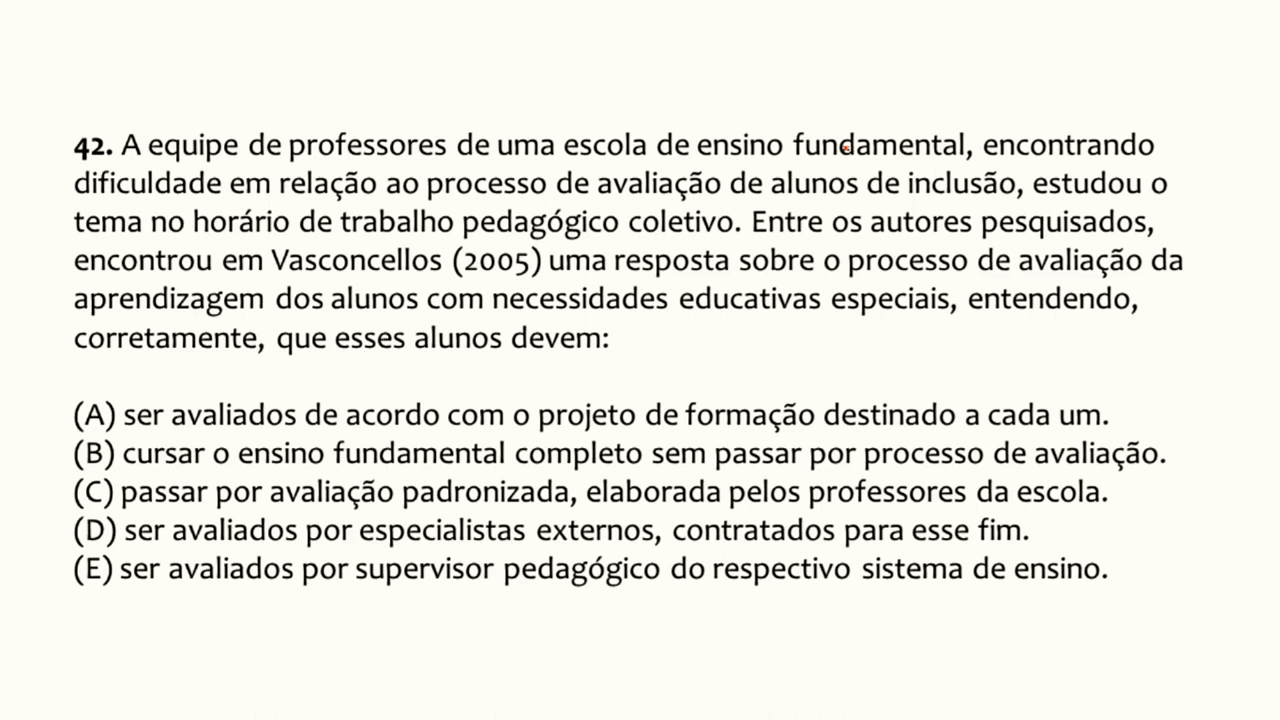 42. A equipe de professores de uma escola de ensino fundamental, encontrando
dificuldade em relação ao processo de avaliação de alunos de inclusão, estudou o
tema no horário de trabalho pedagógico coletivo. Entre os autores pesquisados,
encontrou em Vasconcellos (2005) uma resposta sobre o processo de avaliação da
aprendizagem dos alunos com necessidades educativas especiais, entendendo,
corretamente, que esses alunos devem:
(A) ser avaliados de acordo com o projeto de formação destinado a cada um.
(B) cursar o ensino fundamental completo sem passar por processo de avaliação.
(C) passar por avaliação padronizada, elaborada pelos professores da escola.
(D) ser avaliados por especialistas externos, contratados para esse fim.
(E) ser avaliados por supervisor pedagógico do respectivo sistema de ensino.